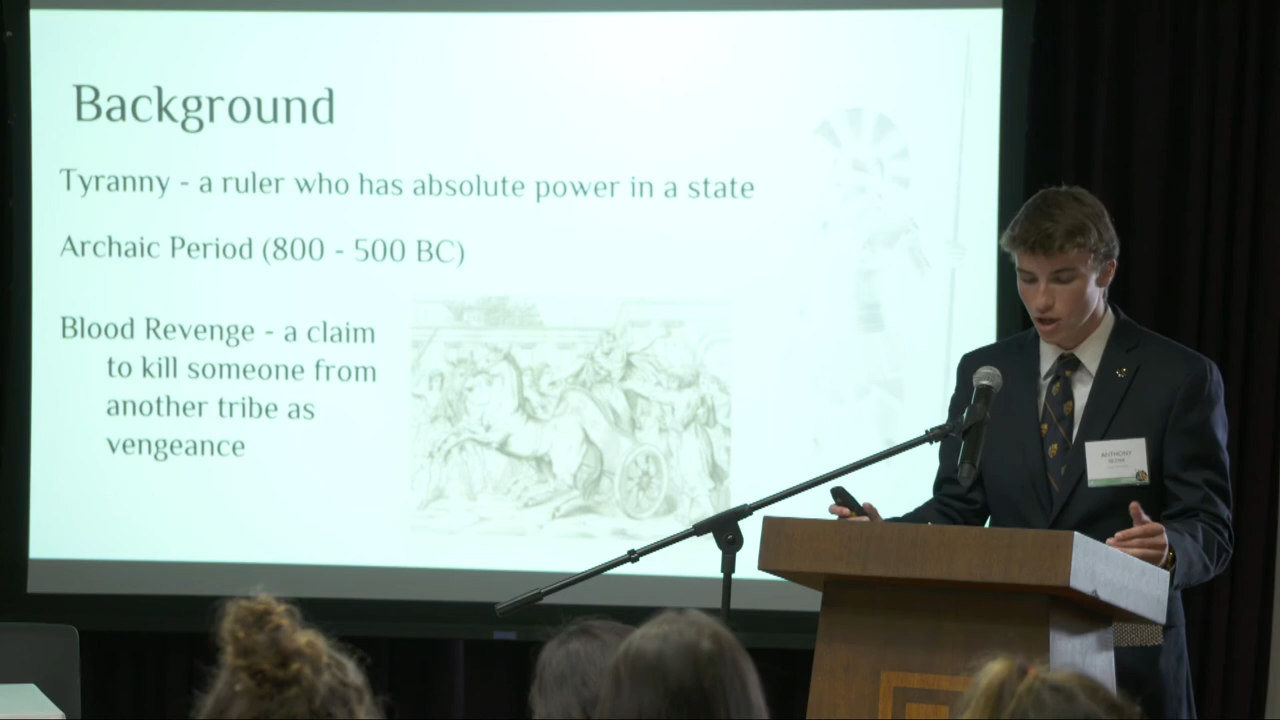 Background
Tyranny - a ruler who has absolute power in a state
Archaic Period (800 - 500 BC)
Blood Revenge - a claim
to kill someone from
another tribe as
vengeance
ANTHONY